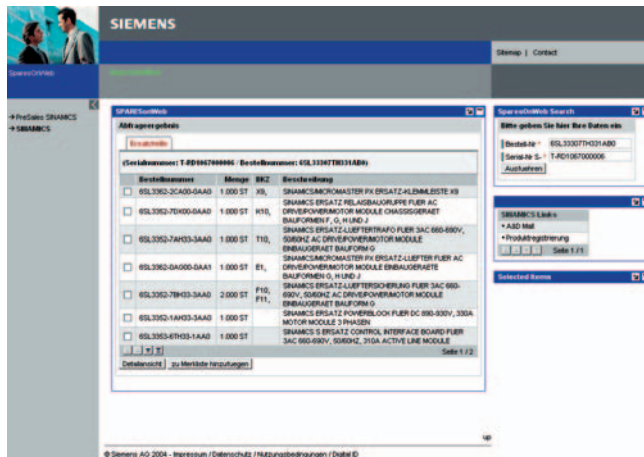 SIEMENS
Sitemap | Contact
SparesOnWeb
SparesOnWeb
PreSales SINAMICS
SINAMICS
SPARESonWeb
Abfrageergebnis
Ersatzteile
(Serialnummer: T-RD1067000006 / Bestellnummer: 6SL33307TH331AB0)
Bestellnummer Menge BKZ Beschreibung
6SL3352-2CA00-0AA0 1.000 ST X9, SINAMICS/MICROMASTER PX ERSATZ-KLEMMLEISTE X9
6SL3352-7DX00-0AA0 1.000 ST K10, SINAMICS ERSATZ RELAISBAUGRUPPE FUER AC
DRIVE/POWER/MOTOR MODULE CHASSISGERAET
BAUFORMEN F, G, H UND J
6SL3352-7AH33-3AA0 1.000 ST T10, SINAMICS ERSATZ-LUEFTERTRAFO FUER 3AC 660-690V,
50/60HZ AC DRIVE/POWER/MOTOR MODULE
EINBAUGERAET BAUFORM G
6SL3362-0AG00-0AA1 1.000 ST E1, SINAMICS/MICROMASTER PX ERSATZ-LUEFTER FUER AC
DRIVE/POWER/MOTOR MODULE EINBAUGERAETE
BAUFORMEN G, H UND J
6SL3352-7BH33-3AA0 2.000 ST F10, F11, SINAMICS ERSATZ-LUEFTERSICHERUNG FUER 3AC 660-
690V, 50/60HZ AC DRIVE/POWER/MOTOR MODULE
EINBAUGERAET BAUFORM G
6SL3352-1AH33-3AA0 1.000 ST SINAMICS ERSATZ POWERBLOCK FUER DC 890-930V, 330A
MOTOR MODULE 3 PHASEN
6SL3353-6TH33-1AA0 1.000 ST SINAMICS S ERSATZ CONTROL INTERFACE BOARD FUER
3AC 660-690V, 50/60HZ, 310A ACTIVE LINE MODULE
Seite 1 / 2
Detailansicht zu Merkliste hinzufuegen
SparesOnWeb Search
Bitte geben Sie hier Ihre Daten ein
Bestell-Nr * 6SL33307TH331AB0
Serial-Nr S- * T-RD1067000006
Ausfuehren
SINAMICS Links
A&D Mall
Produktregistrierung
Seite 1 / 1
Selected Items
up
© Siemens AG 2004 - Impressum / Datenschutz / Nutzungsbedingungen / Digital ID